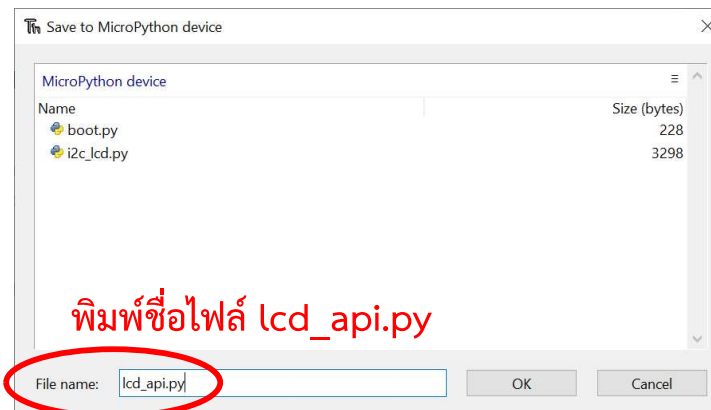 Save to MicroPython device
MicroPython device
Name Size (bytes)
boot.py 228
i2c_lcd.py 3298
พิมพ์ชื่อไฟล์ lcd_api.py
File name: lcd_api.py OK Cancel